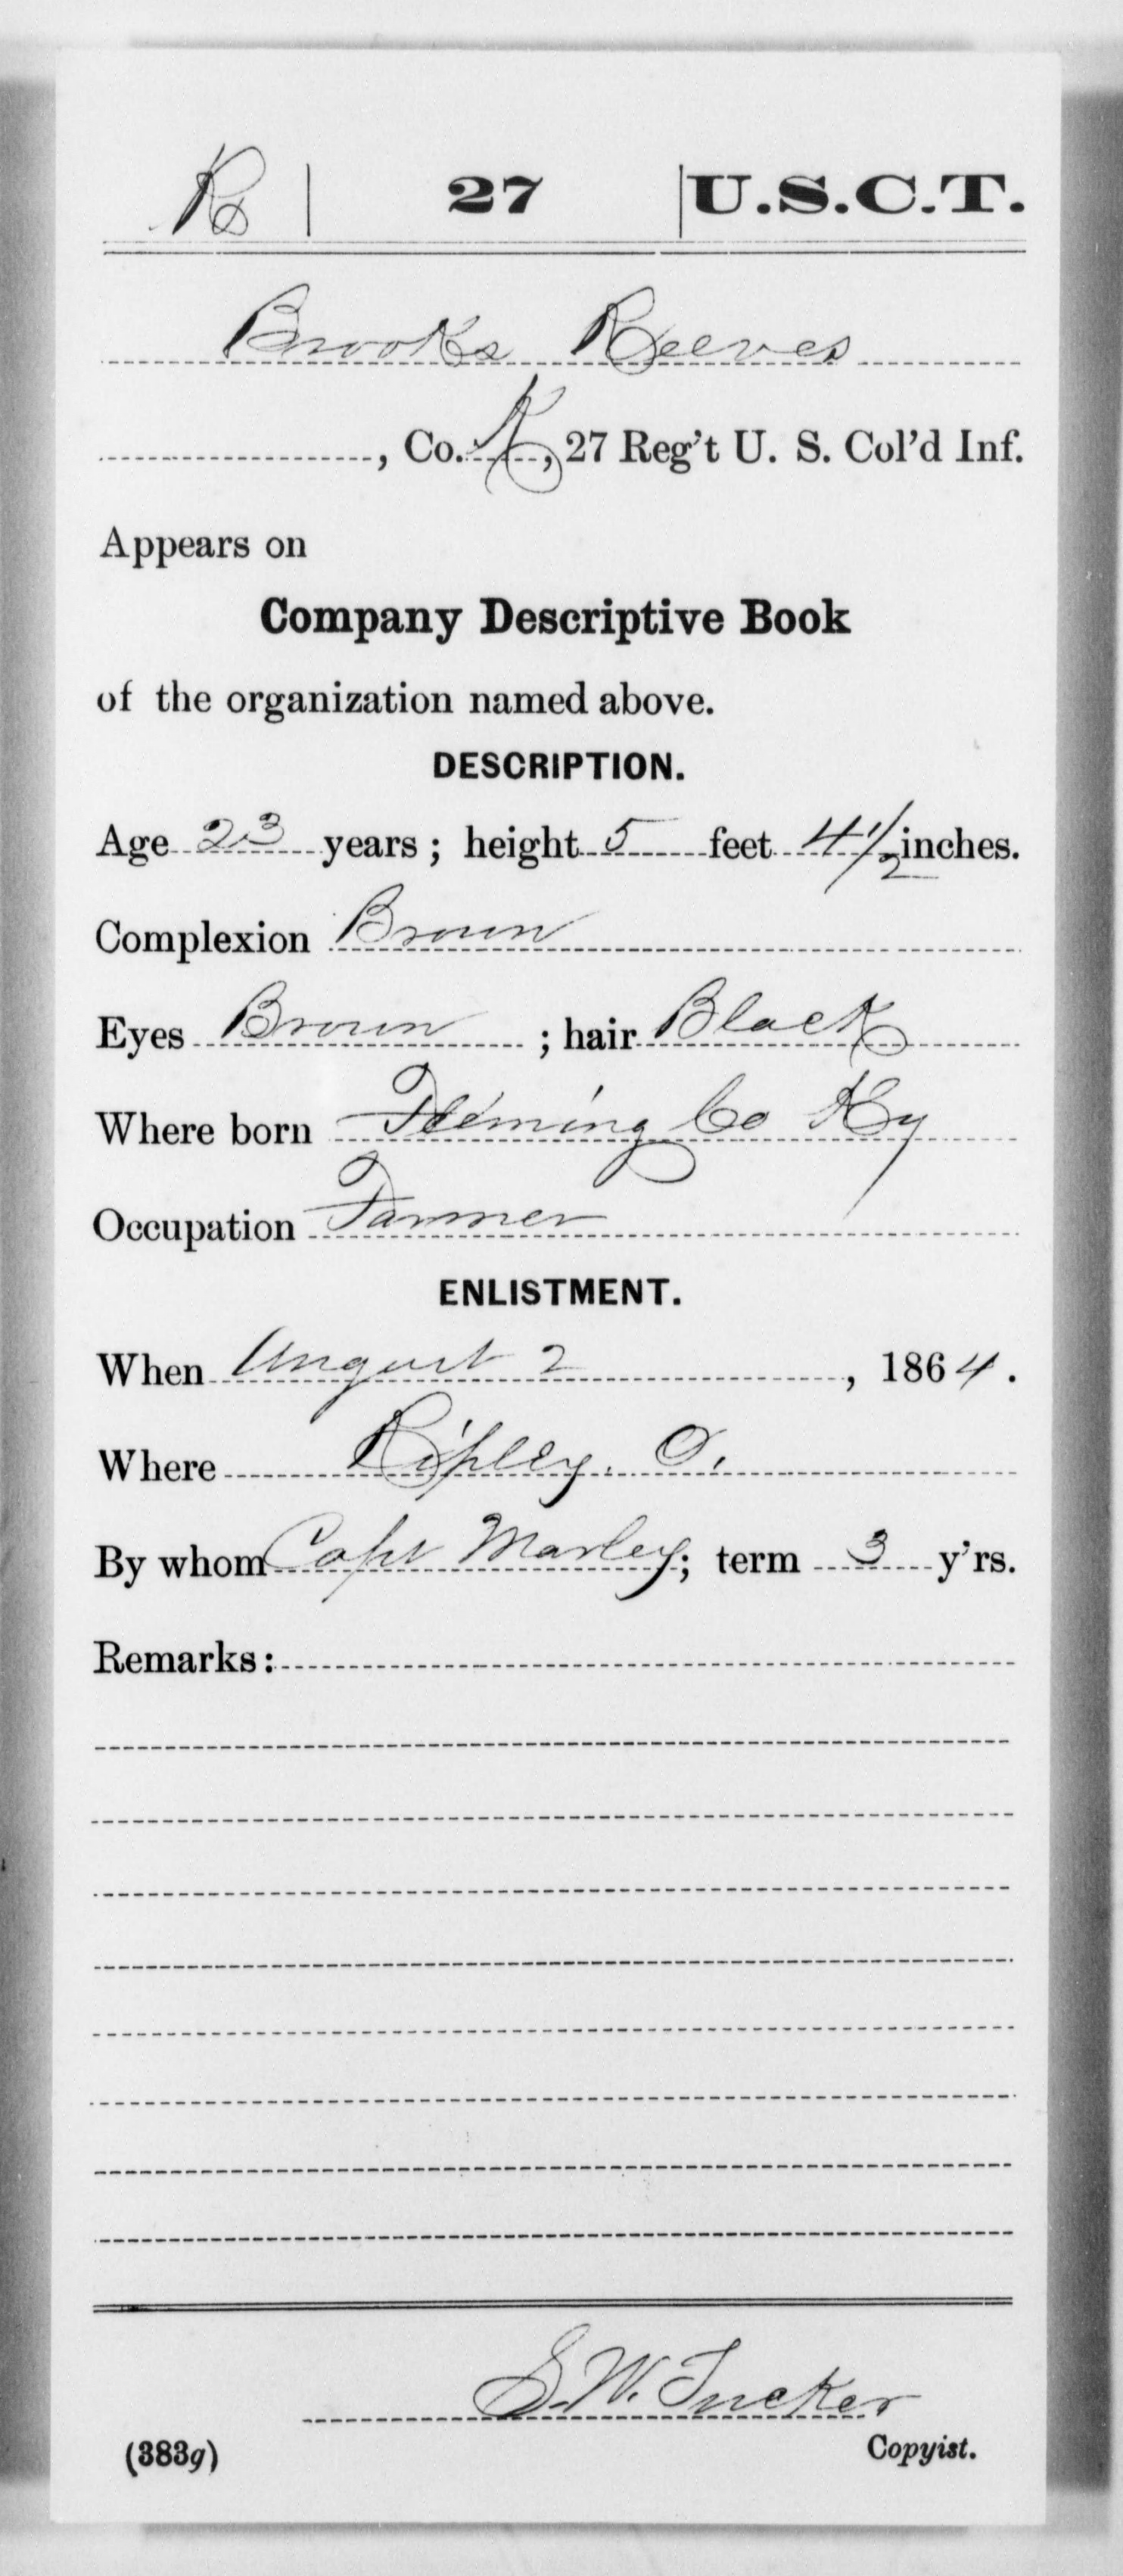 R | 27 | U.S.C.T.
Brooks Reeves
, Co. K, 27 Reg't U. S. Col'd Inf.
Appears on
Company Descriptive Book
of the organization named above.
DESCRIPTION.
Age 23 years; height 5 feet 4 1/2 inches.
Complexion Brown
Eyes Brown ; hair Black
Where born Fleming Co Ky
Occupation Farmer
ENLISTMENT.
When August 2 , 1864.
Where Ripley. O.
By whom Capt Marley; term 3 y'rs.
Remarks:
S. W. Tucker
(383g) Copyist.